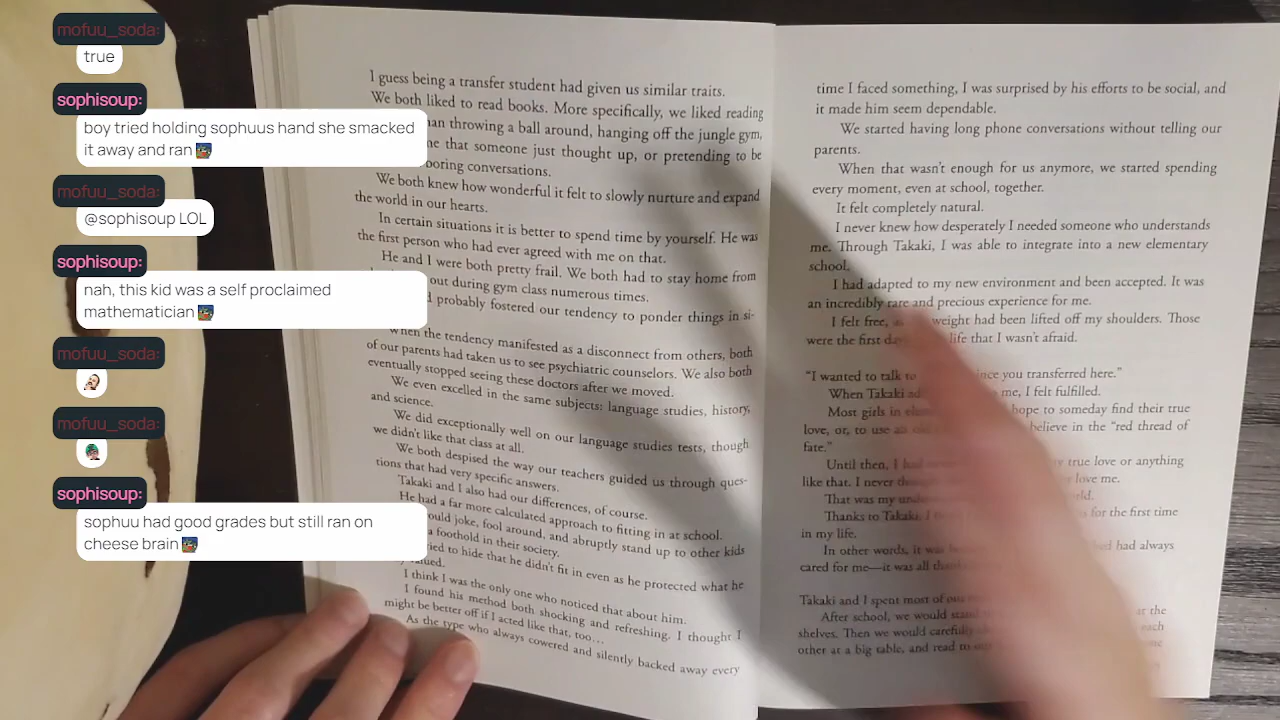 mofuu_soda:
true
sophisoup:
boy tried holding sophuus hand she smacked
it away and ran
mofuu_soda:
@sophisoup LOL
sophisoup:
nah, this kid was a self proclaimed
mathematician
mofuu_soda:
mofuu_soda:
sophisoup:
sophuu had good grades but still ran on
cheese brain
I guess being a transfer student had given us similar traits.
We both liked to read books. More specifically, we liked reading
than throwing a ball around, hanging off the jungle gym,
that someone just thought up, or pretending to be
boring conversations.
We both knew how wonderful it felt to slowly nurture and expand
the world in our hearts.
In certain situations it is better to spend time by yourself. He was
the first person who had ever agreed with me on that.
He and I were both pretty frail. We both had to stay home from
out during gym class numerous times.
probably fostered our tendency to ponder things in si-
when the tendency manifested as a disconnect from others, both
of our parents had taken us to see psychiatric counselors. We also both
eventually stopped seeing these doctors after we moved.
We even excelled in the same subjects: language studies, history,
and science.
We did exceptionally well on our language studies tests, though
we didn't like that class at all.
We both despised the way our teachers guided us through ques-
tions that had very specific answers.
Takaki and I also had our differences, of course.
He had a far more calculated approach to fitting in at school.
would joke, fool around, and abruptly stand up to other kids
a foothold in their society.
tried to hide that he didn't fit in even as he protected what he
valued.
I think I was the only one who noticed that about him.
I found his method both shocking and refreshing. I thought I
might be better off if I acted like that, too...
As the type who always cowered and silently backed away every
time I faced something, I was surprised by his efforts to be social, and
it made him seem dependable.
We started having long phone conversations without telling our
parents.
When that wasn't enough for us anymore, we started spending
every moment, even at school, together.
It felt completely natural.
I never knew how desperately I needed someone who understands
me. Through Takaki, I was able to integrate into a new elementary
school.
I had adapted to my new environment and been accepted. It was
an incredibly rare and precious experience for me.
I felt free, as weight had been lifted off my shoulders. Those
were the first life that I wasn't afraid.
"I wanted to talk to since you transferred here."
When Takaki me, I felt fulfilled.
Most girls in hope to someday find their true
love, or, to use an believe in the "red thread of
fate."
Until then, I had true love or anything
like that. I never love me.
That was my
Thanks to Takaki, I for the first time
in my life.
In other words, it was had always
cared for me—it was all
Takaki and I spent most of our
After school, we would stand at the
shelves. Then we would carefully each
other at a big table, and read to